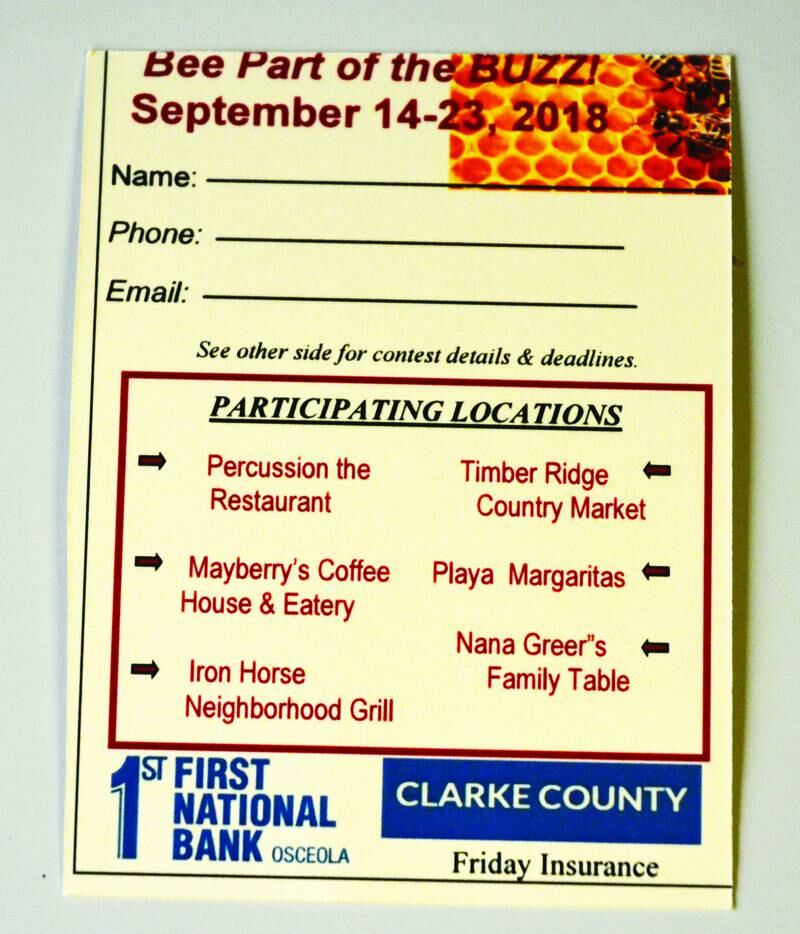 Bee Part of the BUZZ!
September 14-23, 2018
Name:
Phone:
Email:
See other side for contest details & deadlines.
PARTICIPATING LOCATIONS
Percussion the
Restaurant
Mayberry's Coffee
House & Eatery
Iron Horse
Neighborhood Grill
Timber Ridge
Country Market
Playa Margaritas
Nana Greer"s
Family Table
1ST FIRST
NATIONAL
BANK OSCEOLA
CLARKE COUNTY
Friday Insurance